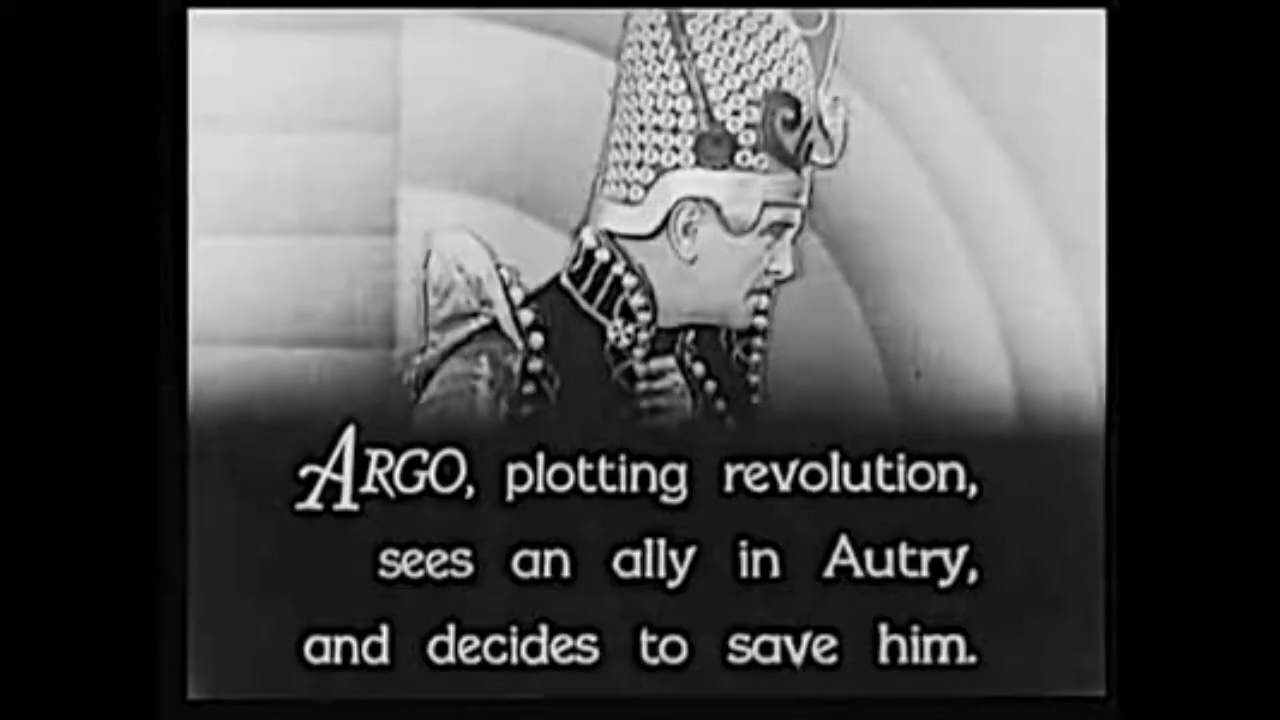 ARGO, plotting revolution,
sees an ally in Autry,
and decides to save him.